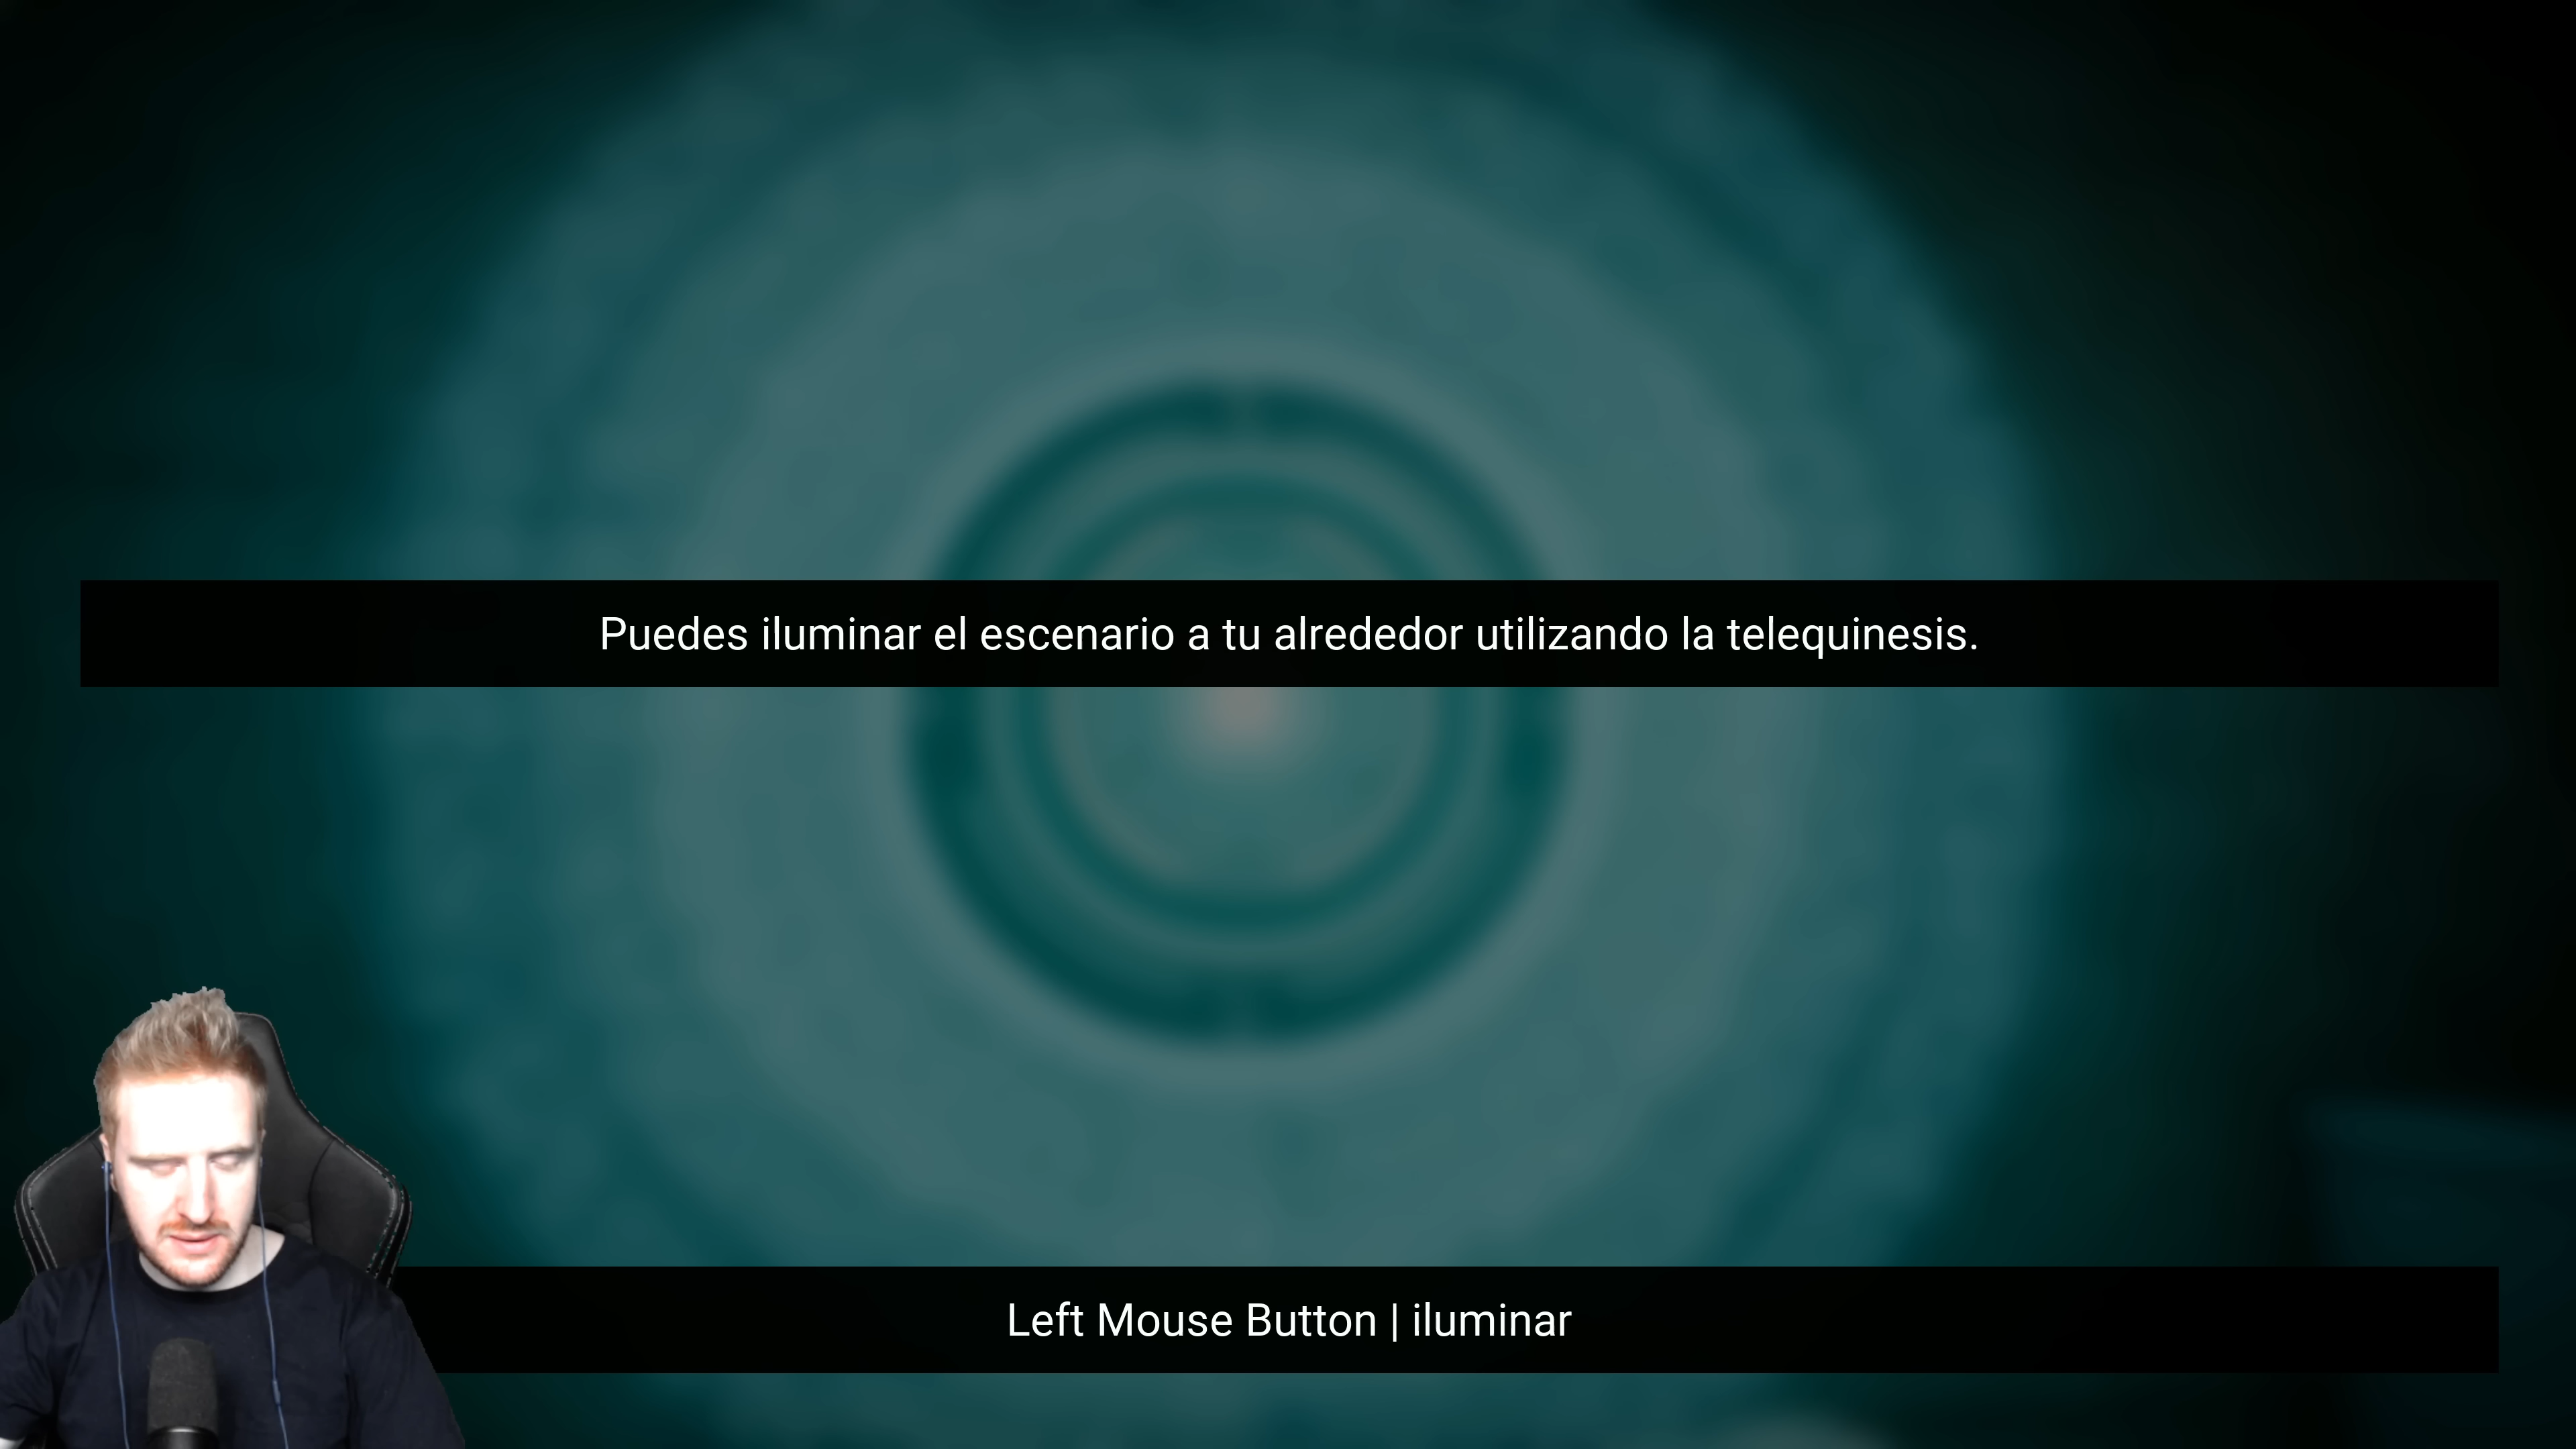 Puedes iluminar el escenario a tu alrededor utilizando la telequinesis.
Left Mouse Button | iluminar